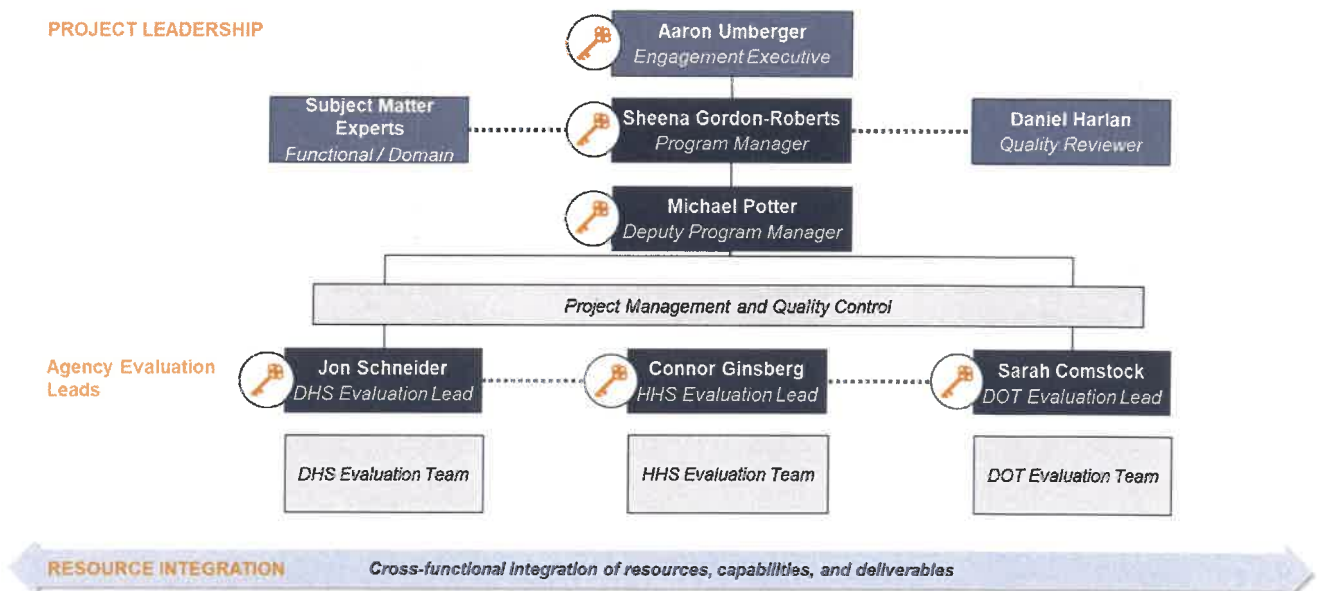 PROJECT LEADERSHIP
Aaron Umberger
Engagement Executive
Subject Matter
Experts
Functional / Domain
Sheena Gordon-Roberts
Program Manager
Daniel Harlan
Quality Reviewer
Michael Potter
Deputy Program Manager
Project Management and Quality Control
Agency Evaluation
Leads
Jon Schneider
DHS Evaluation Lead
Connor Ginsberg
HHS Evaluation Lead
Sarah Comstock
DOT Evaluation Lead
DHS Evaluation Team
HHS Evaluation Team
DOT Evaluation Team
RESOURCE INTEGRATION
Cross-functional integration of resources, capabilities, and deliverables